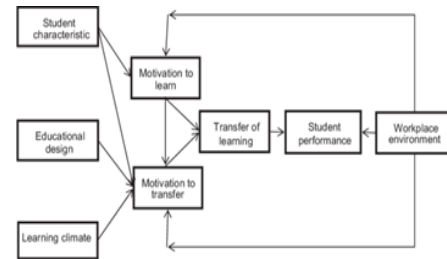 Student
characteristic
Motivation to
learn
Educational
design
Transfer of
learning
Student
performance
Workplace
environment
Motivation to
transfer
Learning climate